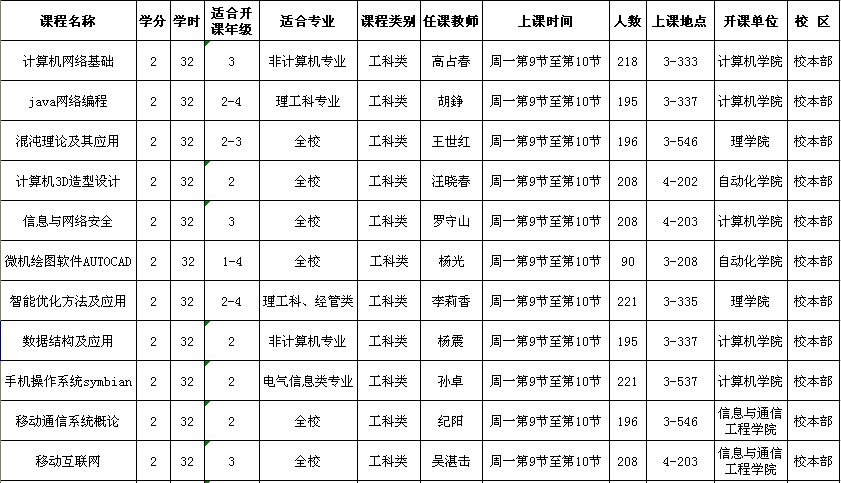 课程名称 学分 学时 适合开课年级 适合专业 课程类别 任课教师 上课时间 人数 上课地点 开课单位 校 区
计算机网络基础 2 32 3 非计算机专业 工科类 高占春 周一第9节至第10节 218 3-333 计算机学院 校本部
java网络编程 2 32 2-4 理工科专业 工科类 胡铮 周一第9节至第10节 195 3-337 计算机学院 校本部
混沌理论及其应用 2 32 2-3 全校 工科类 王世红 周一第9节至第10节 196 3-546 理学院 校本部
计算机3D造型设计 2 32 2 全校 工科类 汪晓春 周一第9节至第10节 208 4-202 自动化学院 校本部
信息与网络安全 2 32 3 全校 工科类 罗守山 周一第9节至第10节 208 4-203 计算机学院 校本部
微机绘图软件AUTOCAD 2 32 1-4 全校 工科类 杨光 周一第9节至第10节 90 3-208 自动化学院 校本部
智能优化方法及应用 2 32 2-4 理工科、经管类 工科类 李莉香 周一第9节至第10节 221 3-335 理学院 校本部
数据结构及应用 2 32 2 非计算机专业 工科类 杨震 周一第9节至第10节 195 3-337 计算机学院 校本部
手机操作系统symbian 2 32 2 电气信息类专业 工科类 孙卓 周一第9节至第10节 221 3-537 计算机学院 校本部
移动通信系统概论 2 32 2 全校 工科类 纪阳 周一第9节至第10节 196 3-546 信息与通信工程学院 校本部
移动互联网 2 32 3 全校 工科类 吴湛击 周一第9节至第10节 208 4-203 信息与通信工程学院 校本部